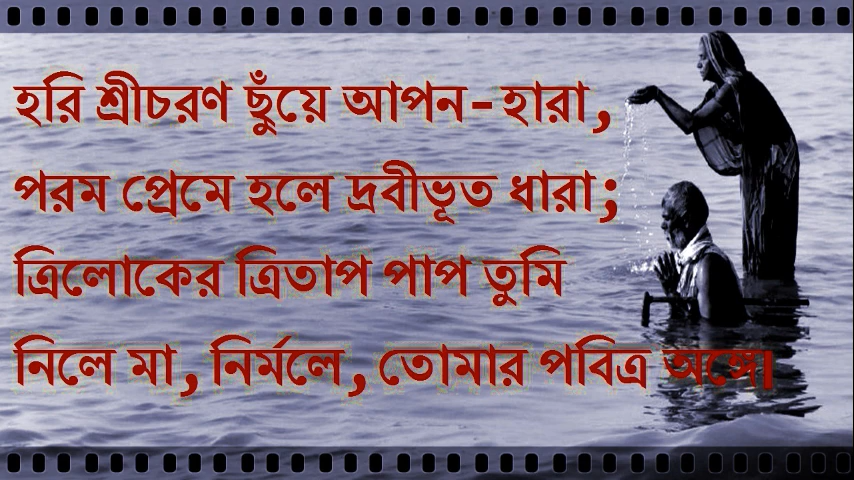 হরি শ্রীচরণ ছুঁয়ে আপন-হারা,
পরম প্রেমে হলে দ্রবীভূত ধারা;
ত্রিলোকের ত্রিতাপ পাপ তুমি
নিলে মা, নির্মলে, তোমার পবিত্র অঙ্গে।